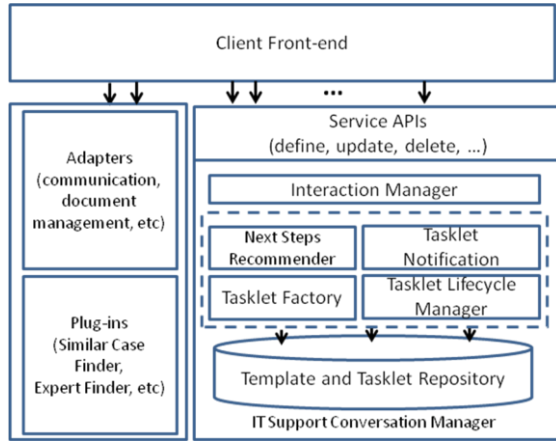 Client Front-end
...
Adapters
(communication,
document
management, etc)
Plug-ins
(Similar Case
Finder,
Expert Finder, etc)
Service APIs
(define, update, delete, ...)
Interaction Manager
Next Steps
Recommender
Tasklet
Notification
Tasklet Factory
Tasklet Lifecycle
Manager
Template and Tasklet Repository
IT Support Conversation Manager